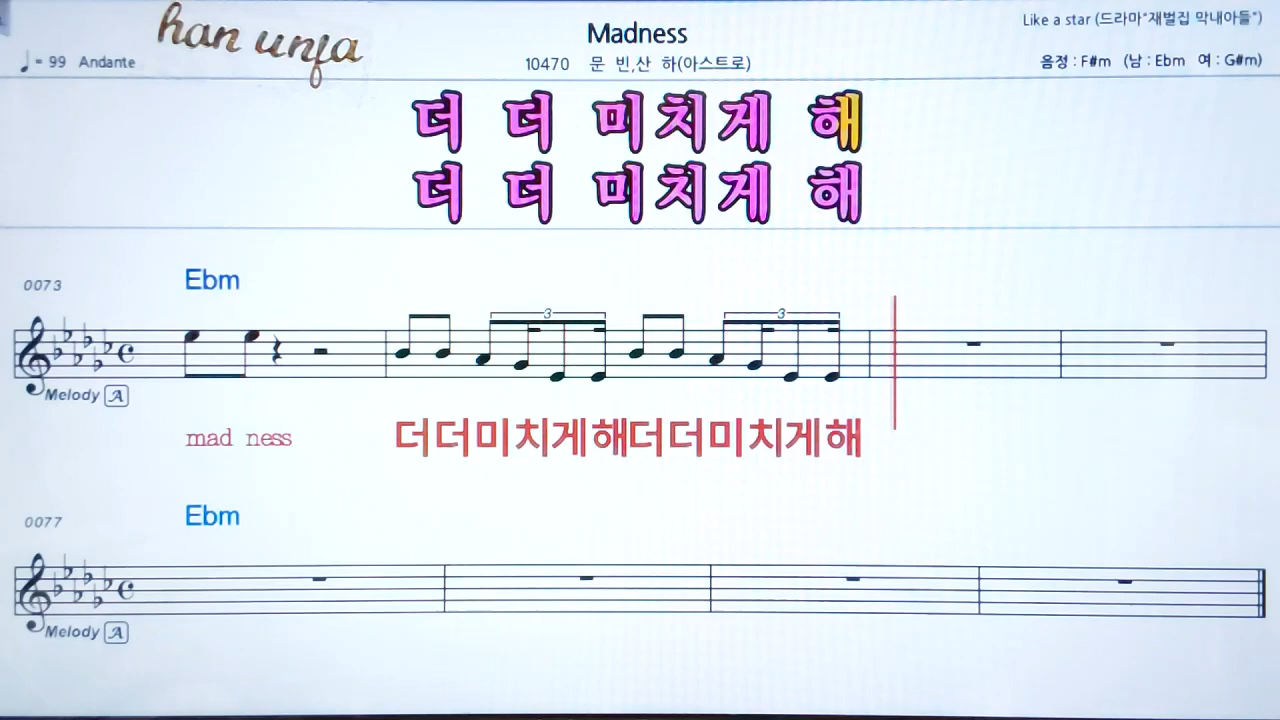 han unfa
Madness
Like a star (드라마"재벌집 막내아들")
♩= 99 Andante
10470 문 빈,산 하(아스트로)
음정 : F#m (남 : Ebm 여 : G#m)
더 더 미치게 해
더 더 미치게 해
0073 Ebm
3 3
Melody A
mad ness 더더미치게해더더미치게해
0077 Ebm
Melody A